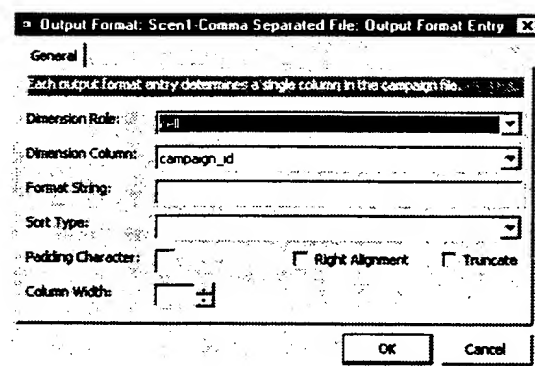 Output Format: Scen1-Comma Separated File: Output Format Entry
General
Each output format entry determines a single column in the campaign file.
Dimension Role:
Dimension Column: campaign_id
Format String:
Sort Type:
Padding Character: Right Alignment Truncate
Column Width:
OK Cancel